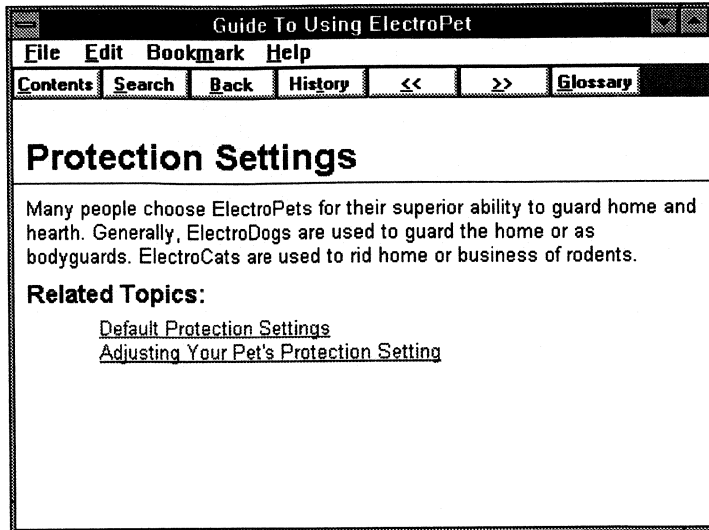 Guide To Using ElectroPet
File Edit Bookmark Help
Contents Search Back History << >> Glossary
Protection Settings
Many people choose ElectroPets for their superior ability to guard home and
hearth. Generally, ElectroDogs are used to guard the home or as
bodyguards. ElectroCats are used to rid home or business of rodents.
Related Topics:
Default Protection Settings
Adjusting Your Pet's Protection Setting